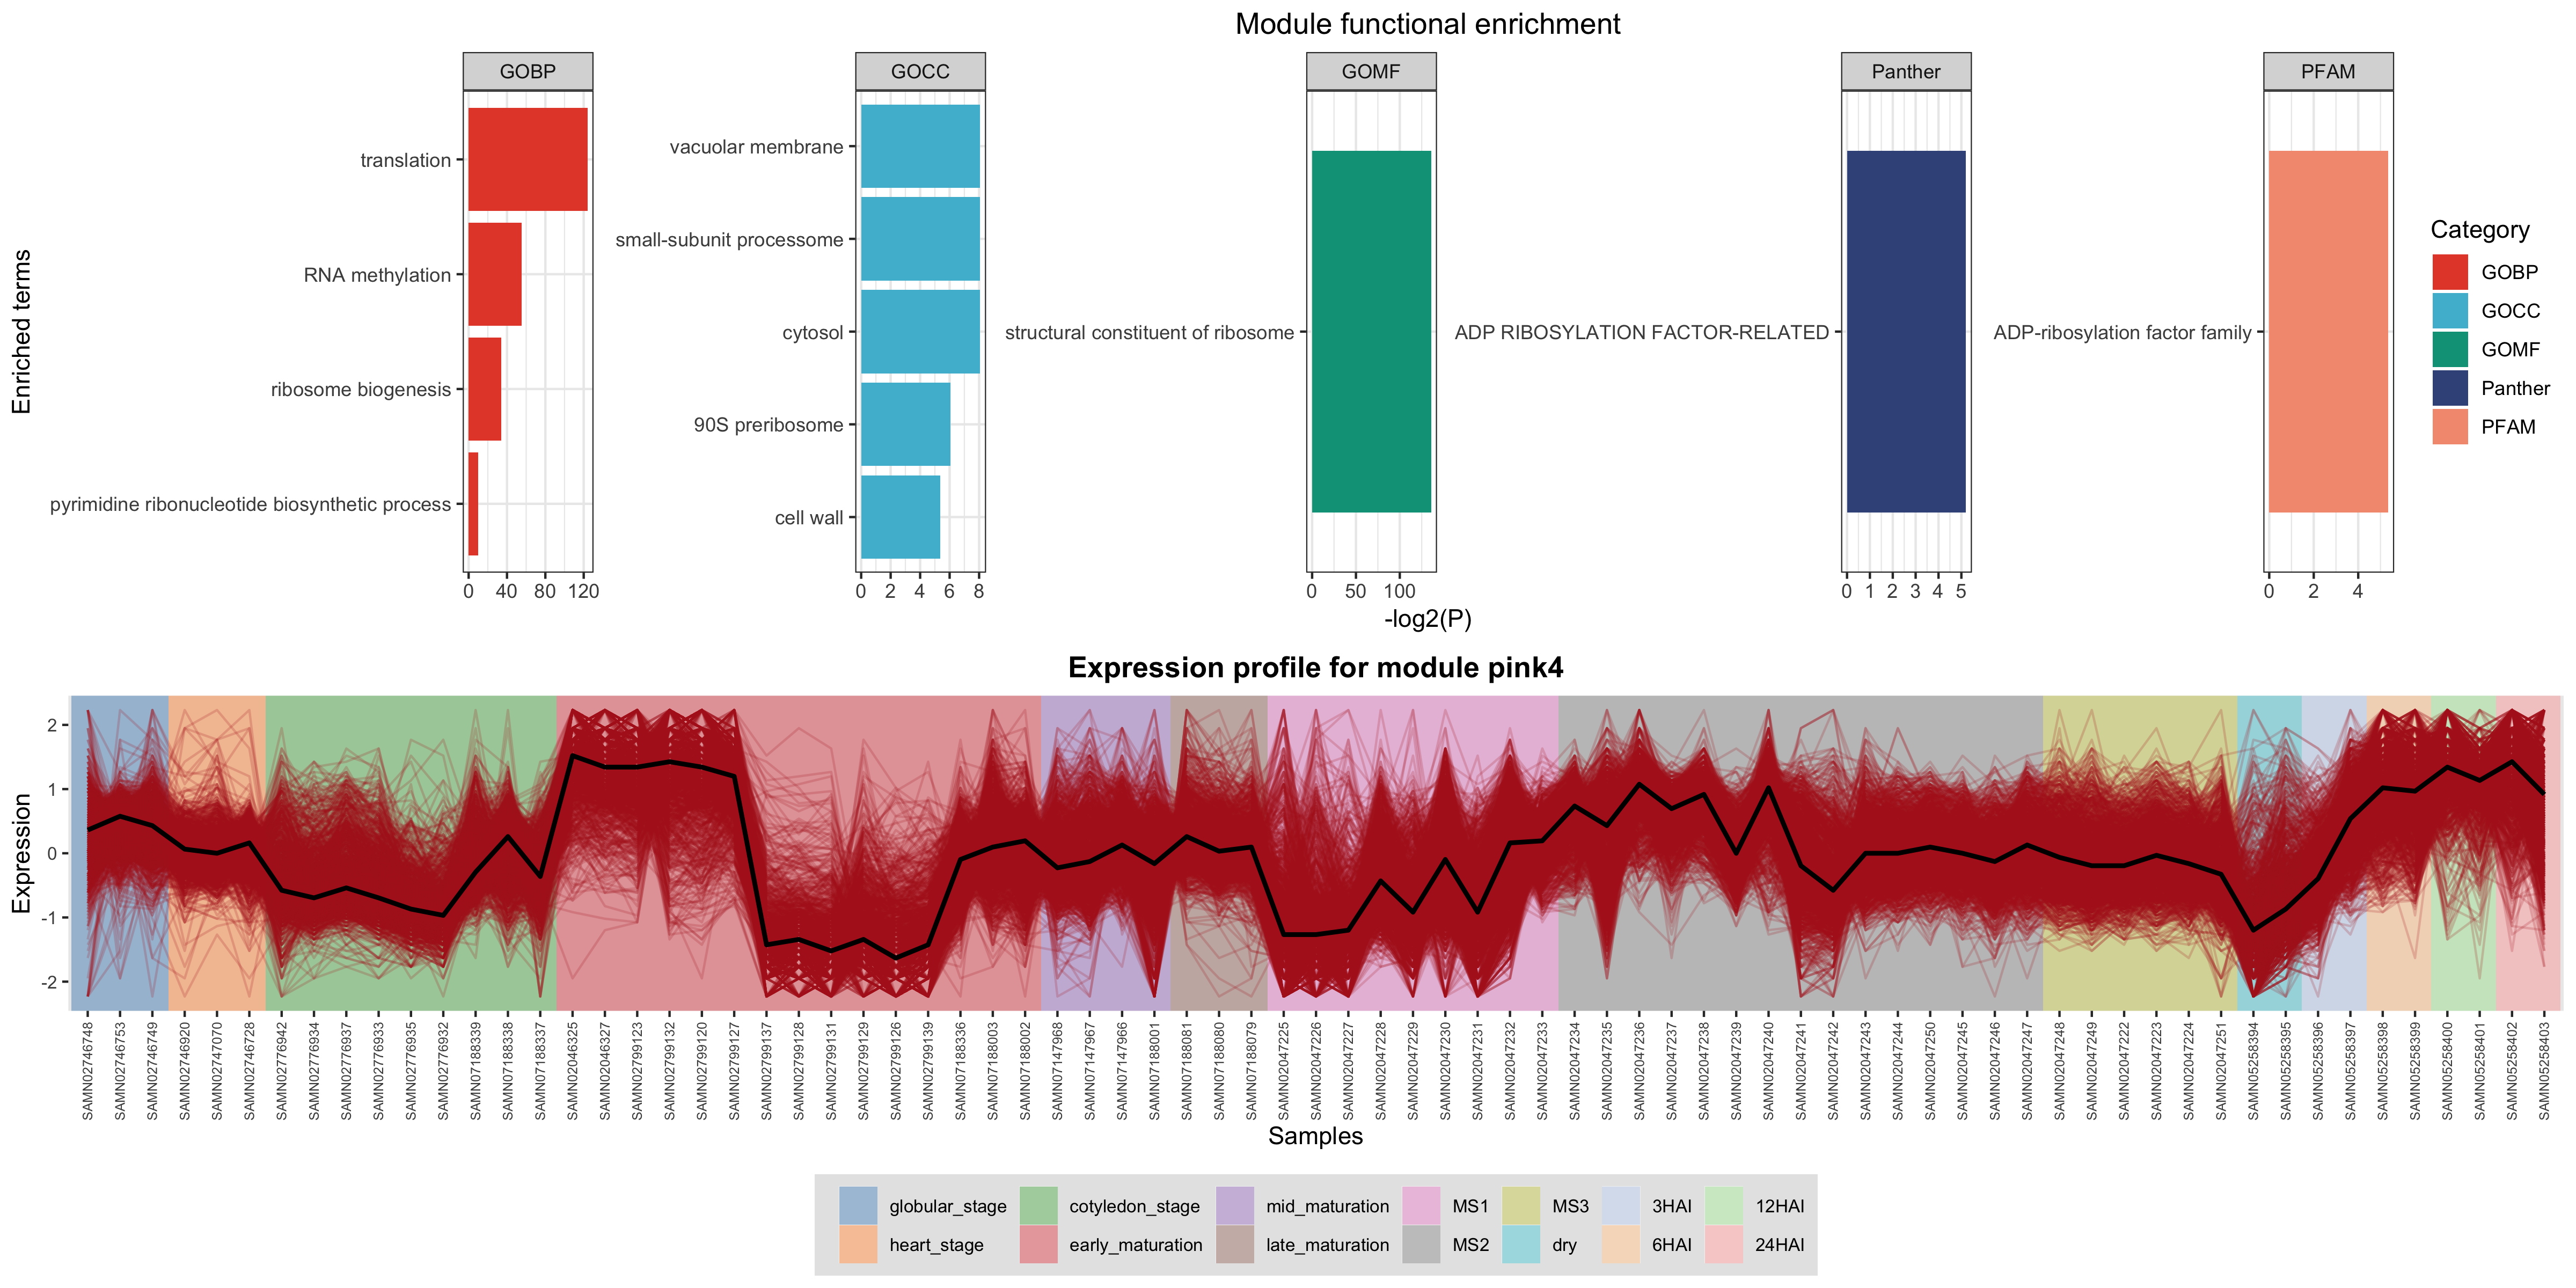 Module functional enrichment
GOBP
GOCC
GOMF
Panther
PFAM
Enriched terms
translation
RNA methylation
ribosome biogenesis
pyrimidine ribonucleotide biosynthetic process
0 40 80 120
vacuolar membrane
small-subunit processome
cytosol
90S preribosome
cell wall
0 2 4 6 8
structural constituent of ribosome
0 50 100
ADP RIBOSYLATION FACTOR-RELATED
0 1 2 3 4 5
ADP-ribosylation factor family
0 2 4
-log2(P)
Category
GOBP
GOCC
GOMF
Panther
PFAM
Expression profile for module pink4
Expression
2
1
0
-1
-2
SAMN02746748
SAMN02746753
SAMN02746749
SAMN02746920
SAMN02747070
SAMN02746728
SAMN02776942
SAMN02776934
SAMN02776937
SAMN02776933
SAMN02776935
SAMN02776932
SAMN07188339
SAMN07188338
SAMN07188337
SAMN02046325
SAMN02046327
SAMN02799123
SAMN02799132
SAMN02799120
SAMN02799127
SAMN02799137
SAMN02799128
SAMN02799131
SAMN02799129
SAMN02799126
SAMN02799139
SAMN07188336
SAMN07188003
SAMN07188002
SAMN07147968
SAMN07147967
SAMN07147966
SAMN07188001
SAMN07188081
SAMN07188080
SAMN07188079
SAMN02047225
SAMN02047226
SAMN02047227
SAMN02047228
SAMN02047229
SAMN02047230
SAMN02047231
SAMN02047232
SAMN02047233
SAMN02047234
SAMN02047235
SAMN02047236
SAMN02047237
SAMN02047238
SAMN02047239
SAMN02047240
SAMN02047241
SAMN02047242
SAMN02047243
SAMN02047244
SAMN02047250
SAMN02047245
SAMN02047246
SAMN02047247
SAMN02047248
SAMN02047249
SAMN02047222
SAMN02047223
SAMN02047224
SAMN02047251
SAMN05258394
SAMN05258395
SAMN05258396
SAMN05258397
SAMN05258398
SAMN05258399
SAMN05258400
SAMN05258401
SAMN05258402
SAMN05258403
Samples
globular_stage cotyledon_stage mid_maturation MS1 MS3 3HAI 12HAI
heart_stage early_maturation late_maturation MS2 dry 6HAI 24HAI